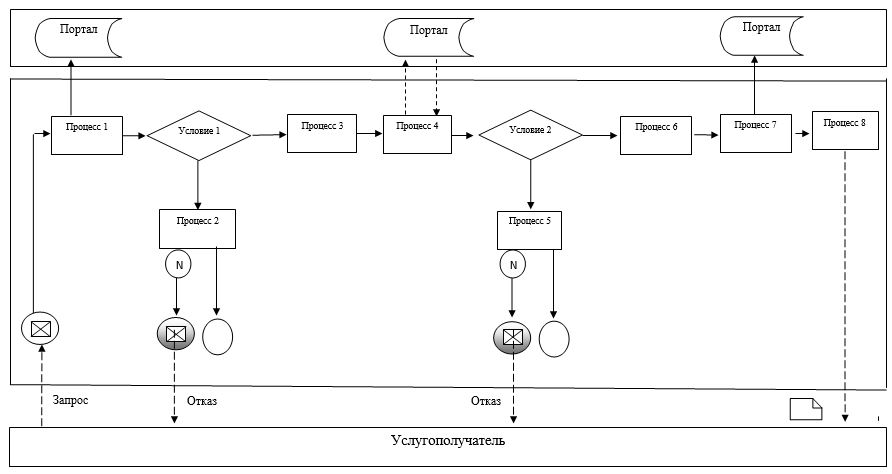 Портал
Портал
Портал
Процесс 1
Условие 1
Процесс 3
Процесс 4
Условие 2
Процесс 6
Процесс 7
Процесс 8
Процесс 2
Процесс 5
N
N
Запрос
Отказ
Отказ
Услугополучатель